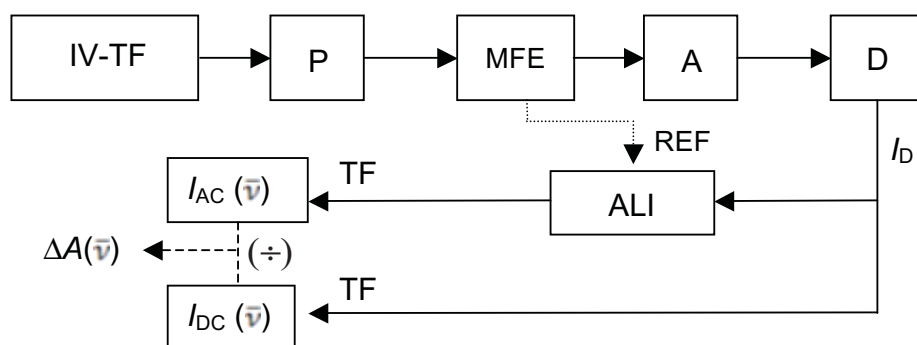 IV-TF
P
MFE
A
D
REF
I_D
TF
I_AC (ν̄)
ALI
ΔA(ν̄)
(÷)
TF
I_DC (ν̄)